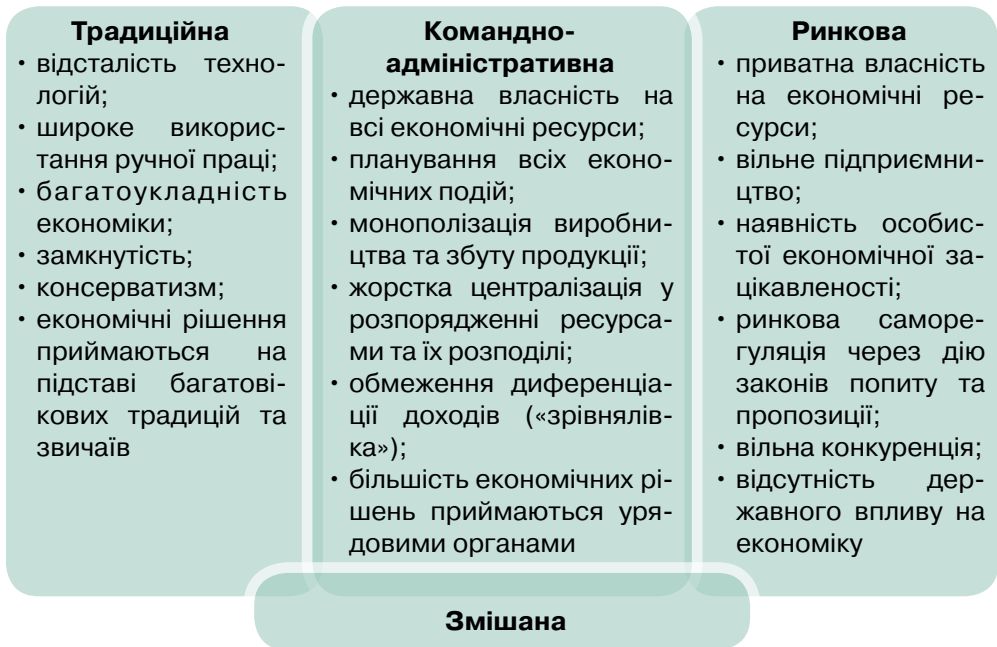 Традиційна
• відсталість техно-
логій;
• широке викорис-
тання ручної праці;
• багатоукладність
економіки;
• замкнутість;
• консерватизм;
• економічні рішення
приймаються на
підставі багатові-
кових традицій та
звичаїв
Командно-
адміністративна
• державна власність на
всі економічні ресурси;
• планування всіх еконо-
мічних подій;
• монополізація виробни-
цтва та збуту продукції;
• жорстка централізація у
розпорядженні ресурса-
ми та їх розподілі;
• обмеження диференціа-
ції доходів («зрівнялів-
ка»);
• більшість економічних рі-
шень приймаються уря-
довими органами
Ринкова
• приватна власність
на економічні ре-
сурси;
• вільне підприємни-
цтво;
• наявність особис-
тої економічної за-
цікавленості;
• ринкова саморе-
гуляція через дію
законів попиту та
пропозиції;
• вільна конкуренція;
• відсутність дер-
жавного впливу на
економіку
Змішана